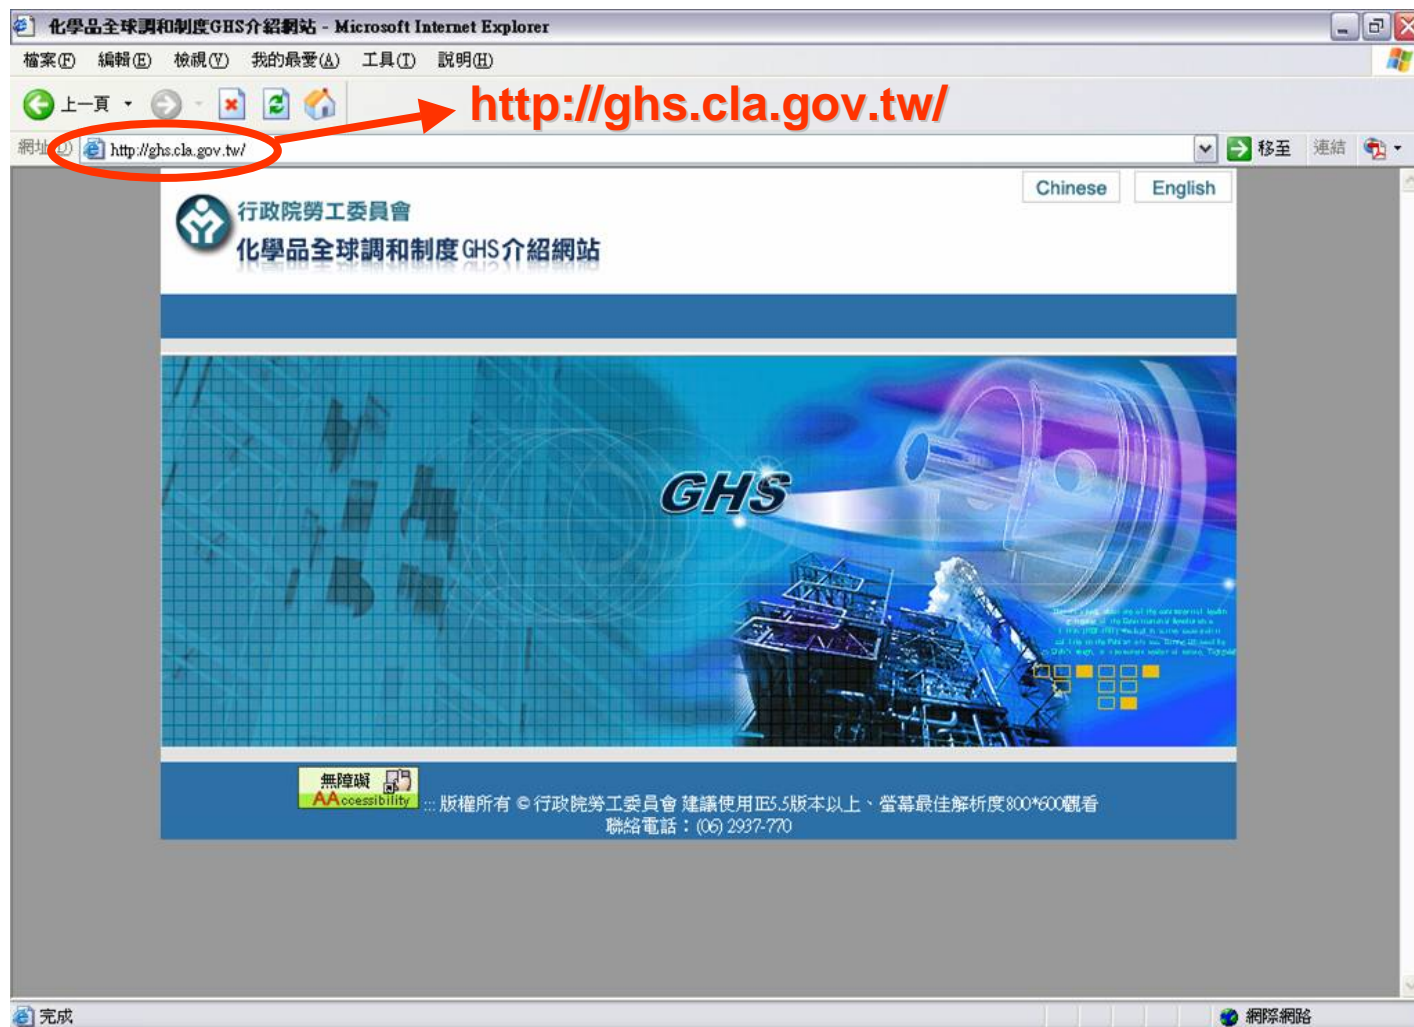 化學品全球調和制度GHS介紹網站 - Microsoft Internet Explorer
檔案(F) 編輯(E) 檢視(V) 我的最愛(A) 工具(T) 說明(H)
上一頁
http://ghs.cla.gov.tw/
網址(D) http://ghs.cla.gov.tw/ 移至 連結
Chinese English
行政院勞工委員會
化學品全球調和制度GHS介紹網站
GHS
無障礙
AAccessibility
::: 版權所有 © 行政院勞工委員會 建議使用IE5.5版本以上、螢幕最佳解析度800*600觀看
聯絡電話：(06) 2937-770
完成 網際網路